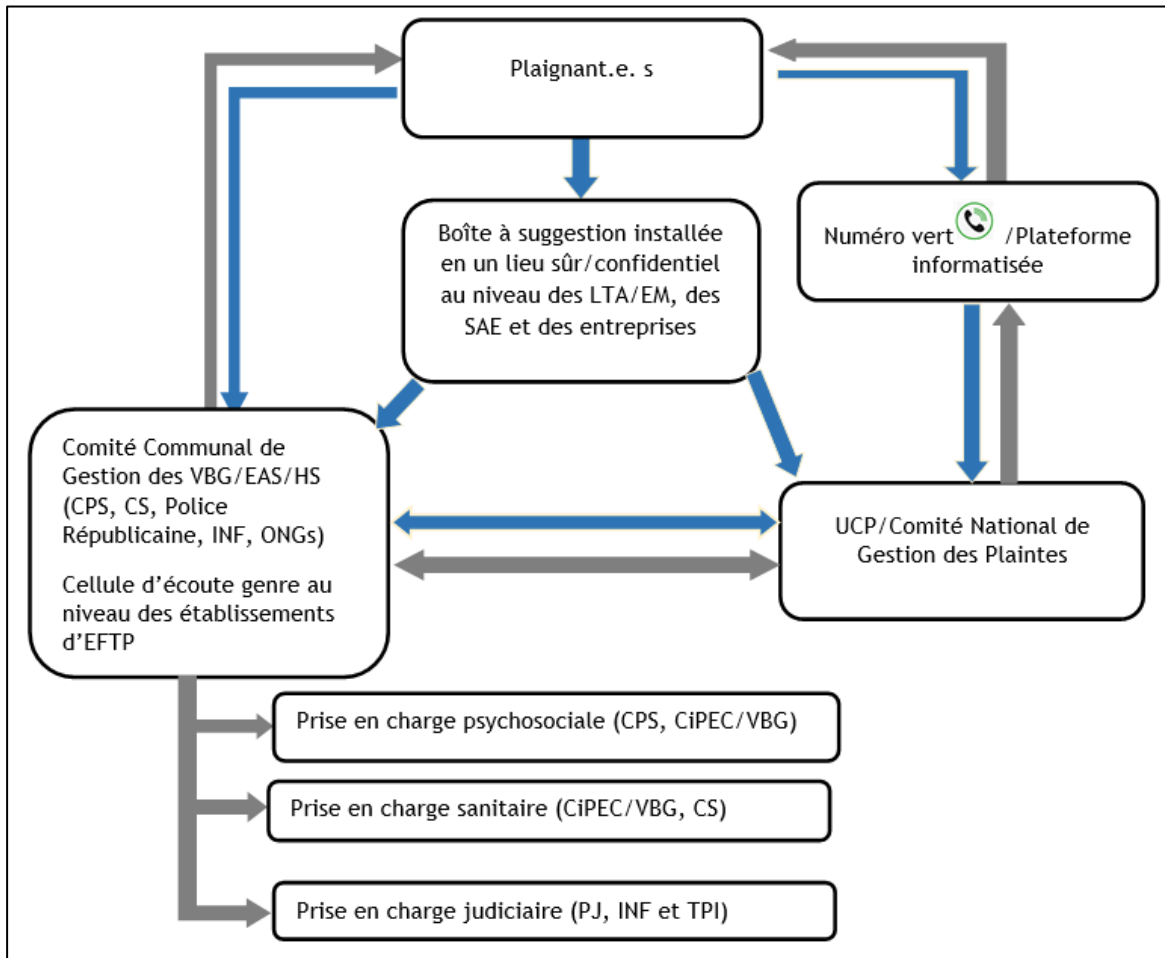 Plaignant.e. s
Boîte à suggestion installée
en un lieu sûr/confidentiel
au niveau des LTA/EM, des
SAE et des entreprises
Numéro vert /Plateforme
informatisée
Comité Communal de
Gestion des VBG/EAS/HS
(CPS, CS, Police
Républicaine, INF, ONGs)
Cellule d’écoute genre au
niveau des établissements
d’EFTP
UCP/Comité National de
Gestion des Plaintes
Prise en charge psychosociale (CPS, CiPEC/VBG)
Prise en charge sanitaire (CiPEC/VBG, CS)
Prise en charge judiciaire (PJ, INF et TPI)